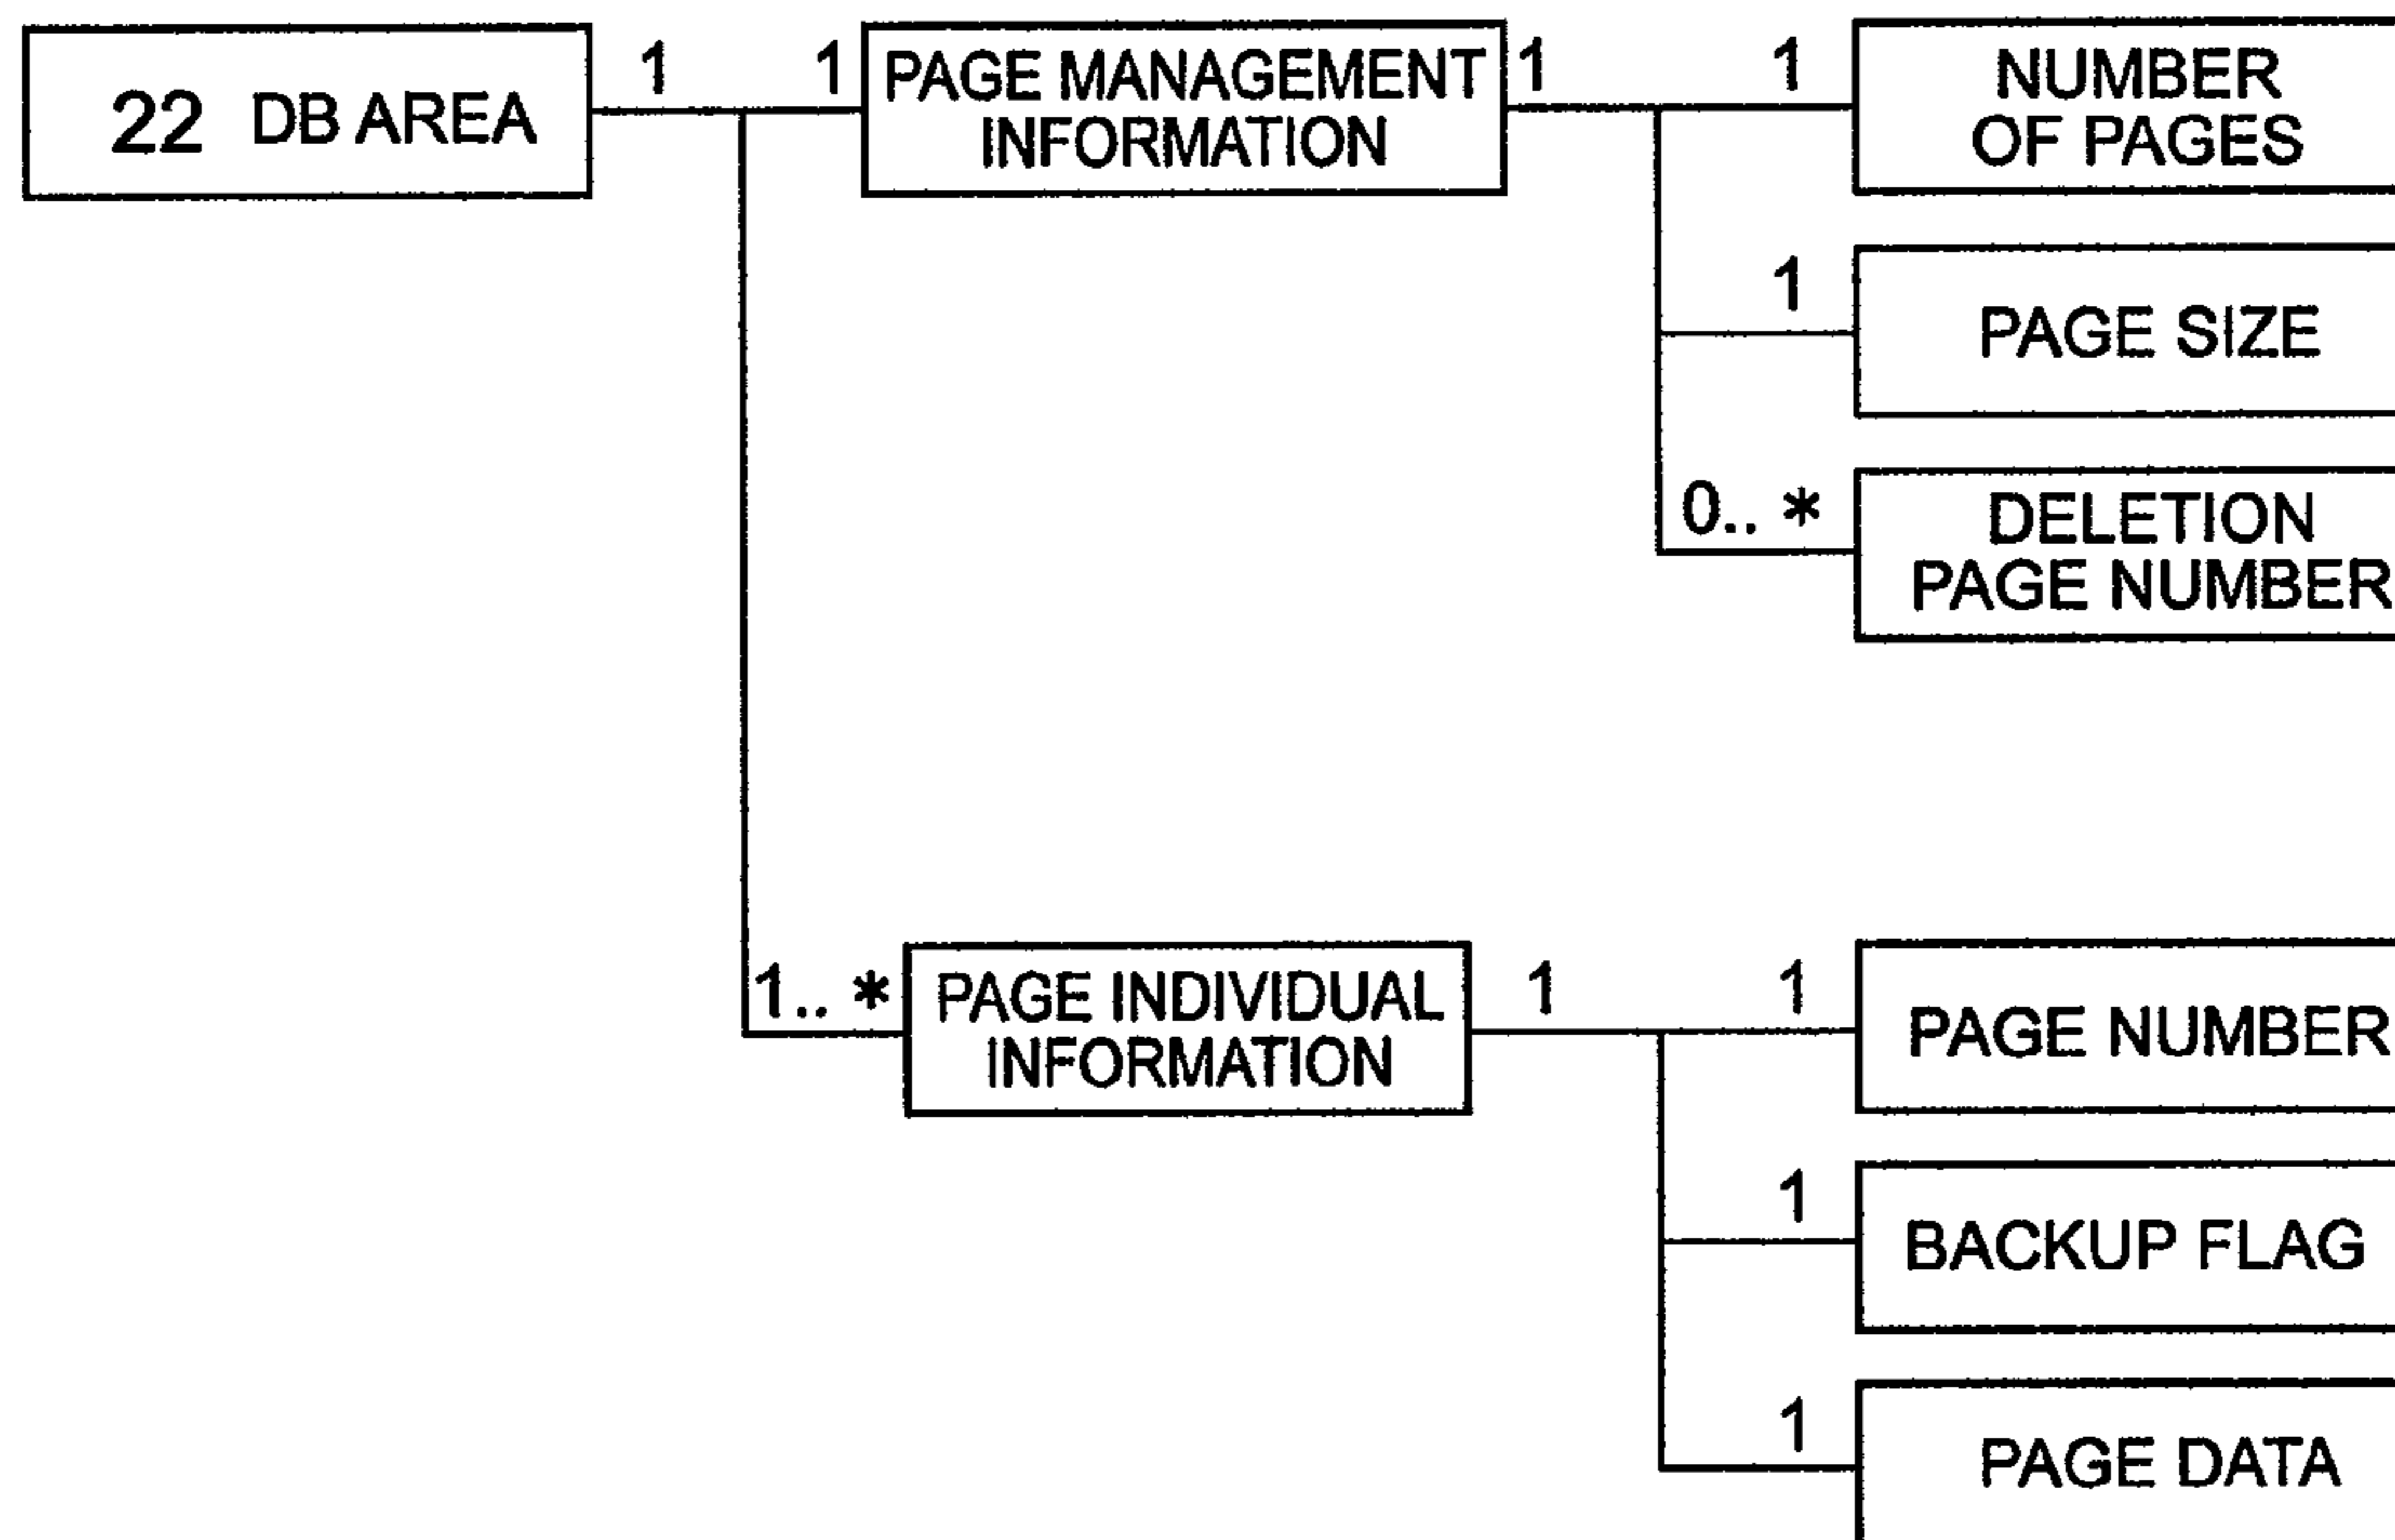 22 DB AREA
1
1
PAGE MANAGEMENT
INFORMATION
1
1
NUMBER
OF PAGES
1
PAGE SIZE
0.. *
DELETION
PAGE NUMBER
1.. *
PAGE INDIVIDUAL
INFORMATION
1
1
PAGE NUMBER
1
BACKUP FLAG
1
PAGE DATA